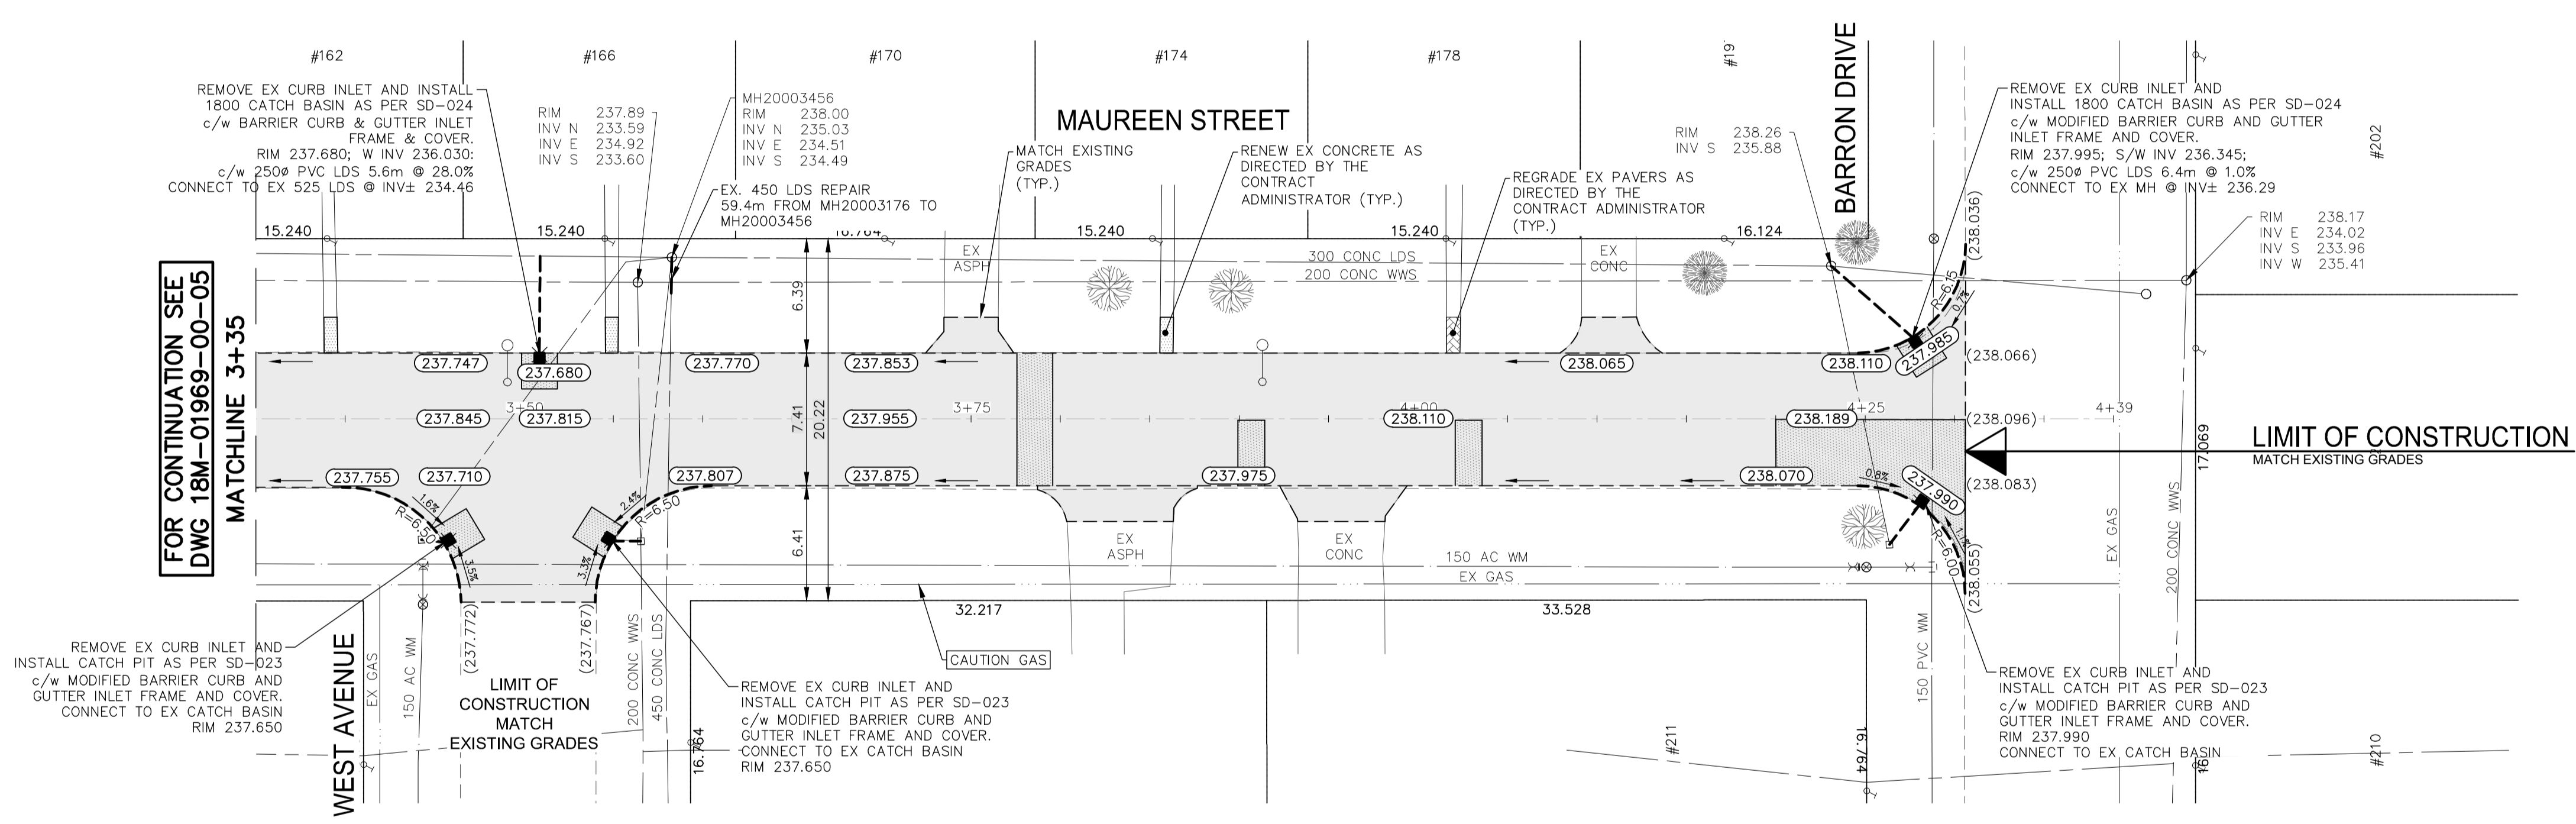 #162
#166
#170
#174
#178
#19
BARRON DRIVE
#202
REMOVE EX CURB INLET AND INSTALL
1800 CATCH BASIN AS PER SD-024
c/w BARRIER CURB & GUTTER INLET
FRAME & COVER.
RIM 237.680; W INV 236.030:
c/w 250ø PVC LDS 5.6m @ 28.0%
CONNECT TO EX 525 LDS @ INV± 234.46
RIM 237.89
INV N 233.59
INV E 234.92
INV S 233.60
MH20003456
RIM 238.00
INV N 235.03
INV E 234.51
INV S 234.49
EX. 450 LDS REPAIR
59.4m FROM MH20003176 TO
MH20003456
MAUREEN STREET
MATCH EXISTING
GRADES
(TYP.)
RENEW EX CONCRETE AS
DIRECTED BY THE
CONTRACT
ADMINISTRATOR (TYP.)
REGRADE EX PAVERS AS
DIRECTED BY THE
CONTRACT ADMINISTRATOR
(TYP.)
RIM 238.26
INV S 235.88
REMOVE EX CURB INLET AND
INSTALL 1800 CATCH BASIN AS PER SD-024
c/w MODIFIED BARRIER CURB AND GUTTER
INLET FRAME AND COVER.
RIM 237.995; S/W INV 236.345;
c/w 250ø PVC LDS 6.4m @ 1.0%
CONNECT TO EX MH @ INV± 236.29
RIM 238.17
INV E 234.02
INV S 233.96
INV W 235.41
15.240
15.240
16.764
15.240
15.240
16.124
(238.036)
EX
ASPH
300 CONC LDS
200 CONC WWS
EX
CONC
R=6.15
0.7%
6.39
FOR CONTINUATION SEE
DWG 18M-01969-00-05
MATCHLINE 3+35
237.747
237.680
237.770
237.853
238.065
238.110
237.985
(238.066)
7.41
20.22
237.845
3+50
237.815
237.955
3+75
4+00
238.110
238.189
4+25
(238.096)
4+39
17.069
LIMIT OF CONSTRUCTION
MATCH EXISTING GRADES
237.755
237.710
237.807
237.875
237.975
238.070
0.8%
237.990
(238.083)
1.6%
R=6.50
3.5%
2.4%
R=6.50
3.3%
6.41
EX
ASPH
EX
CONC
150 AC WM
EX GAS
1.1%
R=6.00
(238.055)
EX GAS
200 CONC WWS
32.217
33.528
(237.772)
(237.767)
200 CONC WWS
450 CONC LDS
CAUTION GAS
150 PVC WM
REMOVE EX CURB INLET AND
INSTALL CATCH PIT AS PER SD-023
c/w MODIFIED BARRIER CURB AND
GUTTER INLET FRAME AND COVER.
CONNECT TO EX CATCH BASIN
RIM 237.650
WEST AVENUE
EX GAS
150 AC WM
LIMIT OF
CONSTRUCTION
MATCH
EXISTING GRADES
16.764
REMOVE EX CURB INLET AND
INSTALL CATCH PIT AS PER SD-023
c/w MODIFIED BARRIER CURB AND
GUTTER INLET FRAME AND COVER.
CONNECT TO EX CATCH BASIN
RIM 237.650
#211
16.764
REMOVE EX CURB INLET AND
INSTALL CATCH PIT AS PER SD-023
c/w MODIFIED BARRIER CURB AND
GUTTER INLET FRAME AND COVER.
RIM 237.990
CONNECT TO EX CATCH BASIN
#210